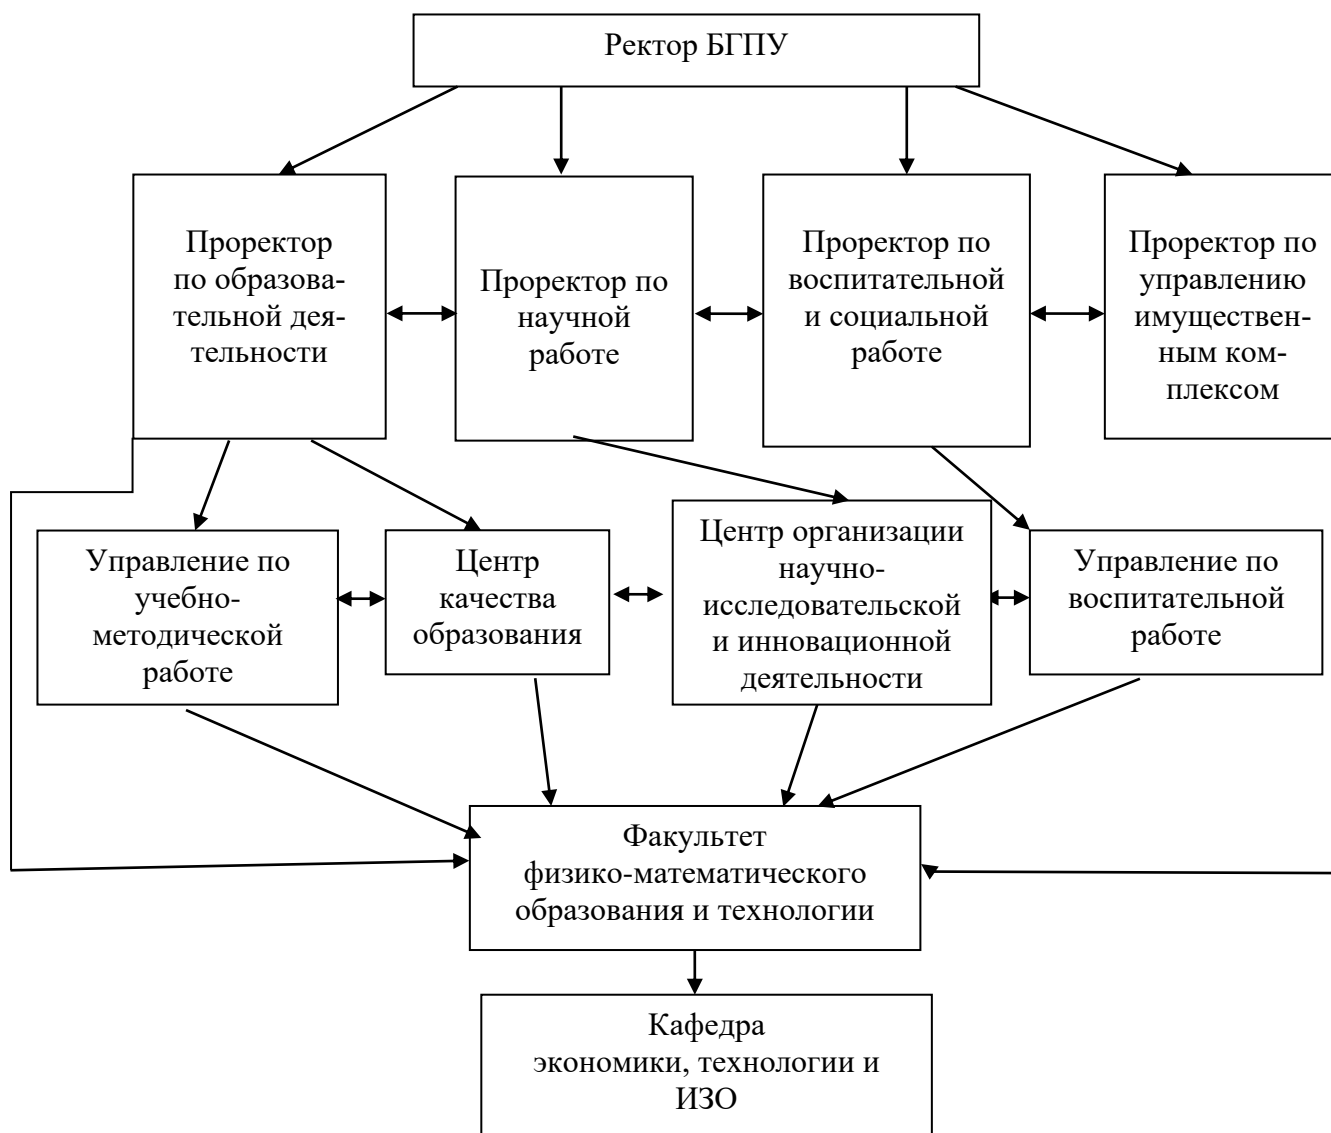 Ректор БГПУ
Проректор
по образова-
тельной дея-
тельности
Проректор по
научной
работе
Проректор по
воспитательной
и социальной
работе
Проректор по
управлению
имуществен-
ным ком-
плексом
Управление по
учебно-
методической
работе
Центр
качества
образования
Центр организации
научно-
исследовательской
и инновационной
деятельности
Управление по
воспитательной
работе
Факультет
физико-математического
образования и технологии
Кафедра
экономики, технологии и
ИЗО